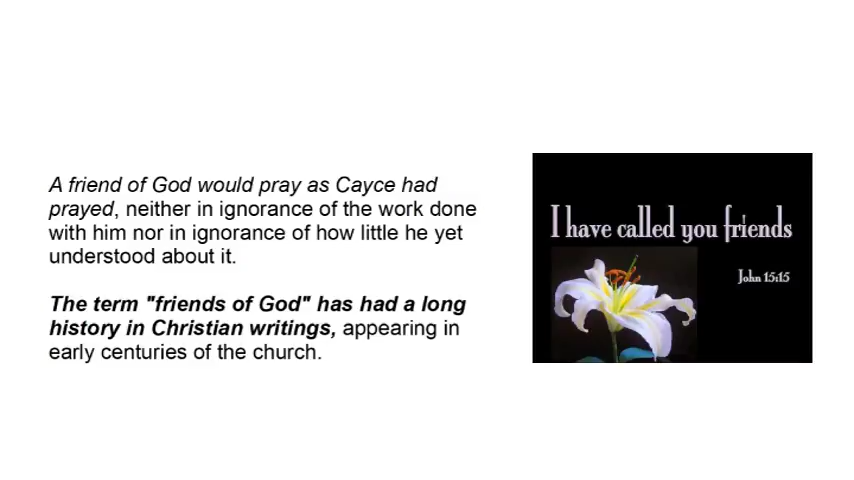 A friend of God would pray as Cayce had
prayed, neither in ignorance of the work done
with him nor in ignorance of how little he yet
understood about it.
The term "friends of God" has had a long
history in Christian writings, appearing in
early centuries of the church.
I have called you friends
John 15:15